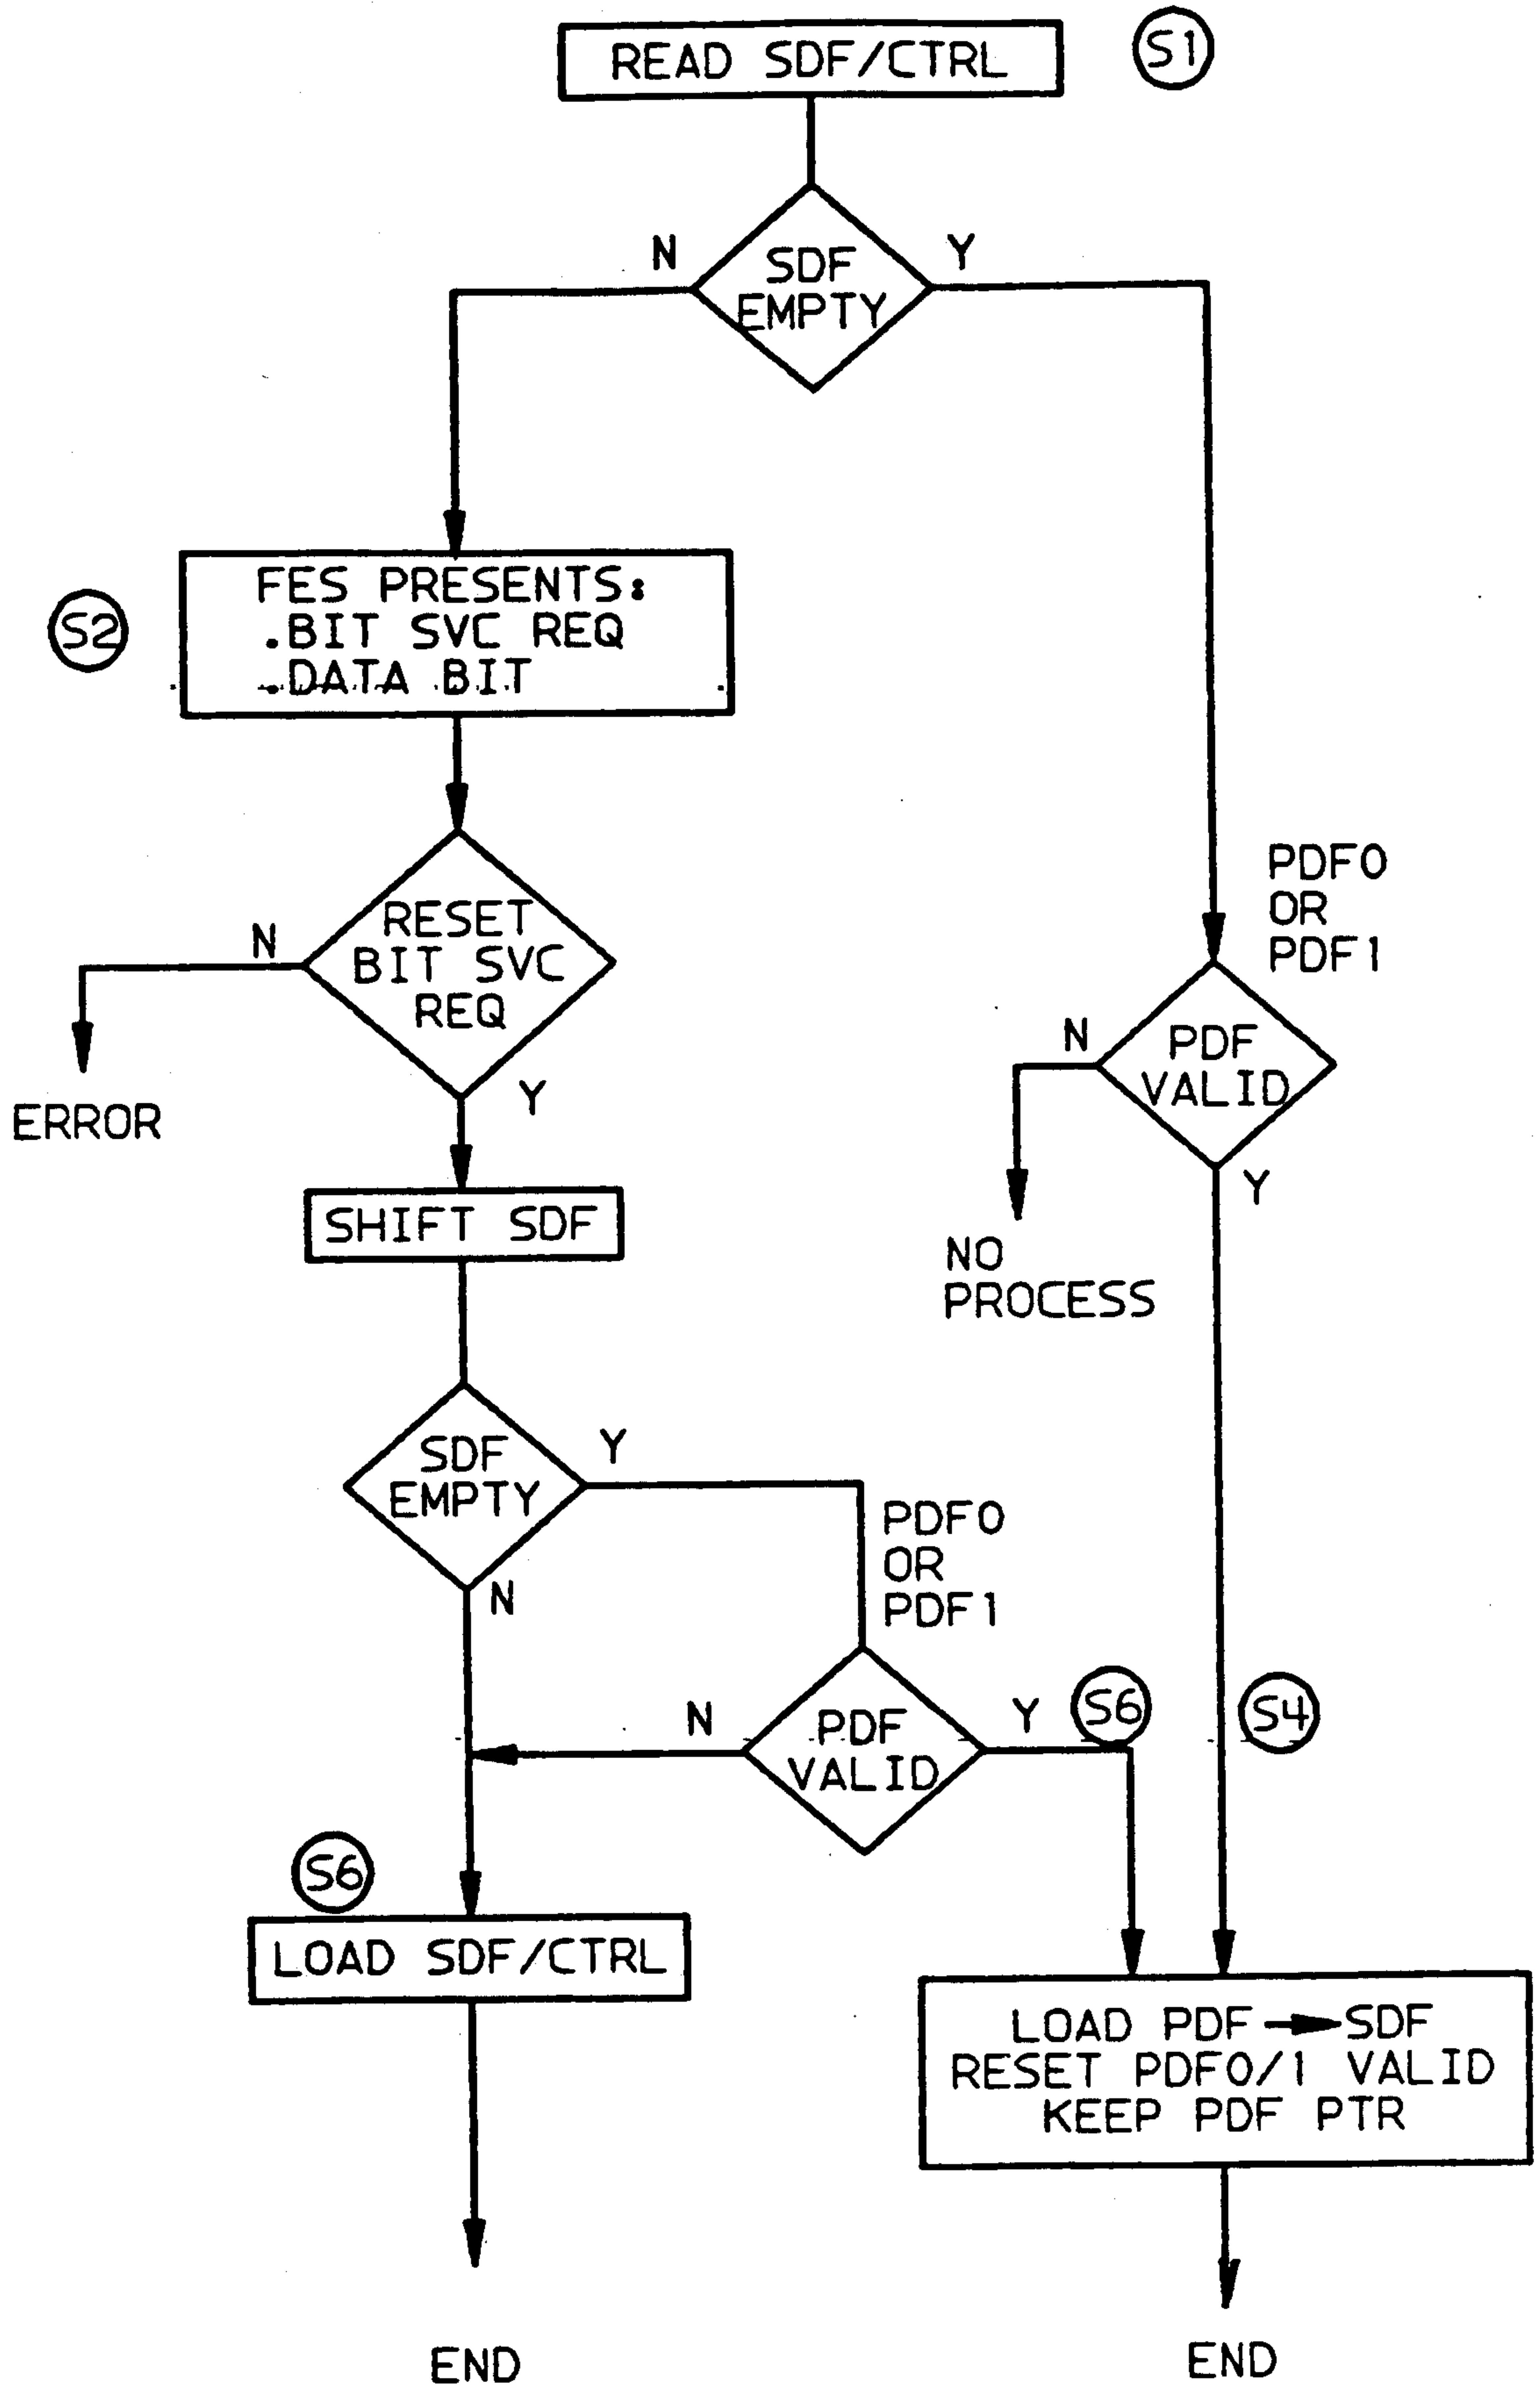 READ SDF/CTRL
S1
N
Y
SDF
EMPTY
FES PRESENTS:
.BIT SVC REQ
.DATA BIT
S2
PDF0
OR
PDF1
RESET
BIT SVC
REQ
N
Y
ERROR
PDF
VALID
N
Y
NO
PROCESS
SHIFT SDF
SDF
EMPTY
Y
N
PDF0
OR
PDF1
PDF
VALID
N
Y
S6
S4
S6
LOAD SDF/CTRL
LOAD PDF→SDF
RESET PDF0/1 VALID
KEEP PDF PTR
END
END